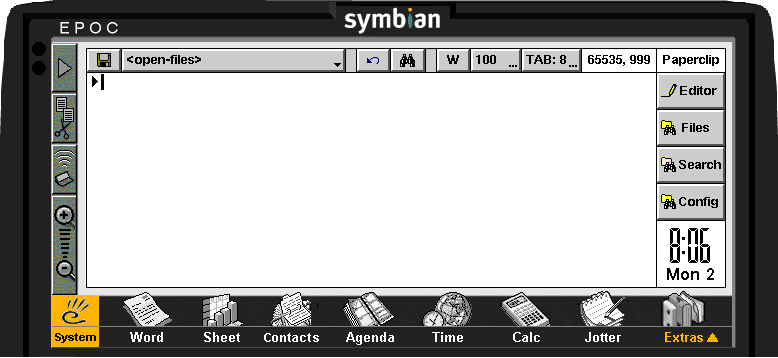 symbian
EPOC
<open-files> W 100 ... TAB: 8... 65535, 999 Paperclip
Editor
Files
Search
Config
8:06
Mon 2
System Word Sheet Contacts Agenda Time Calc Jotter Extras